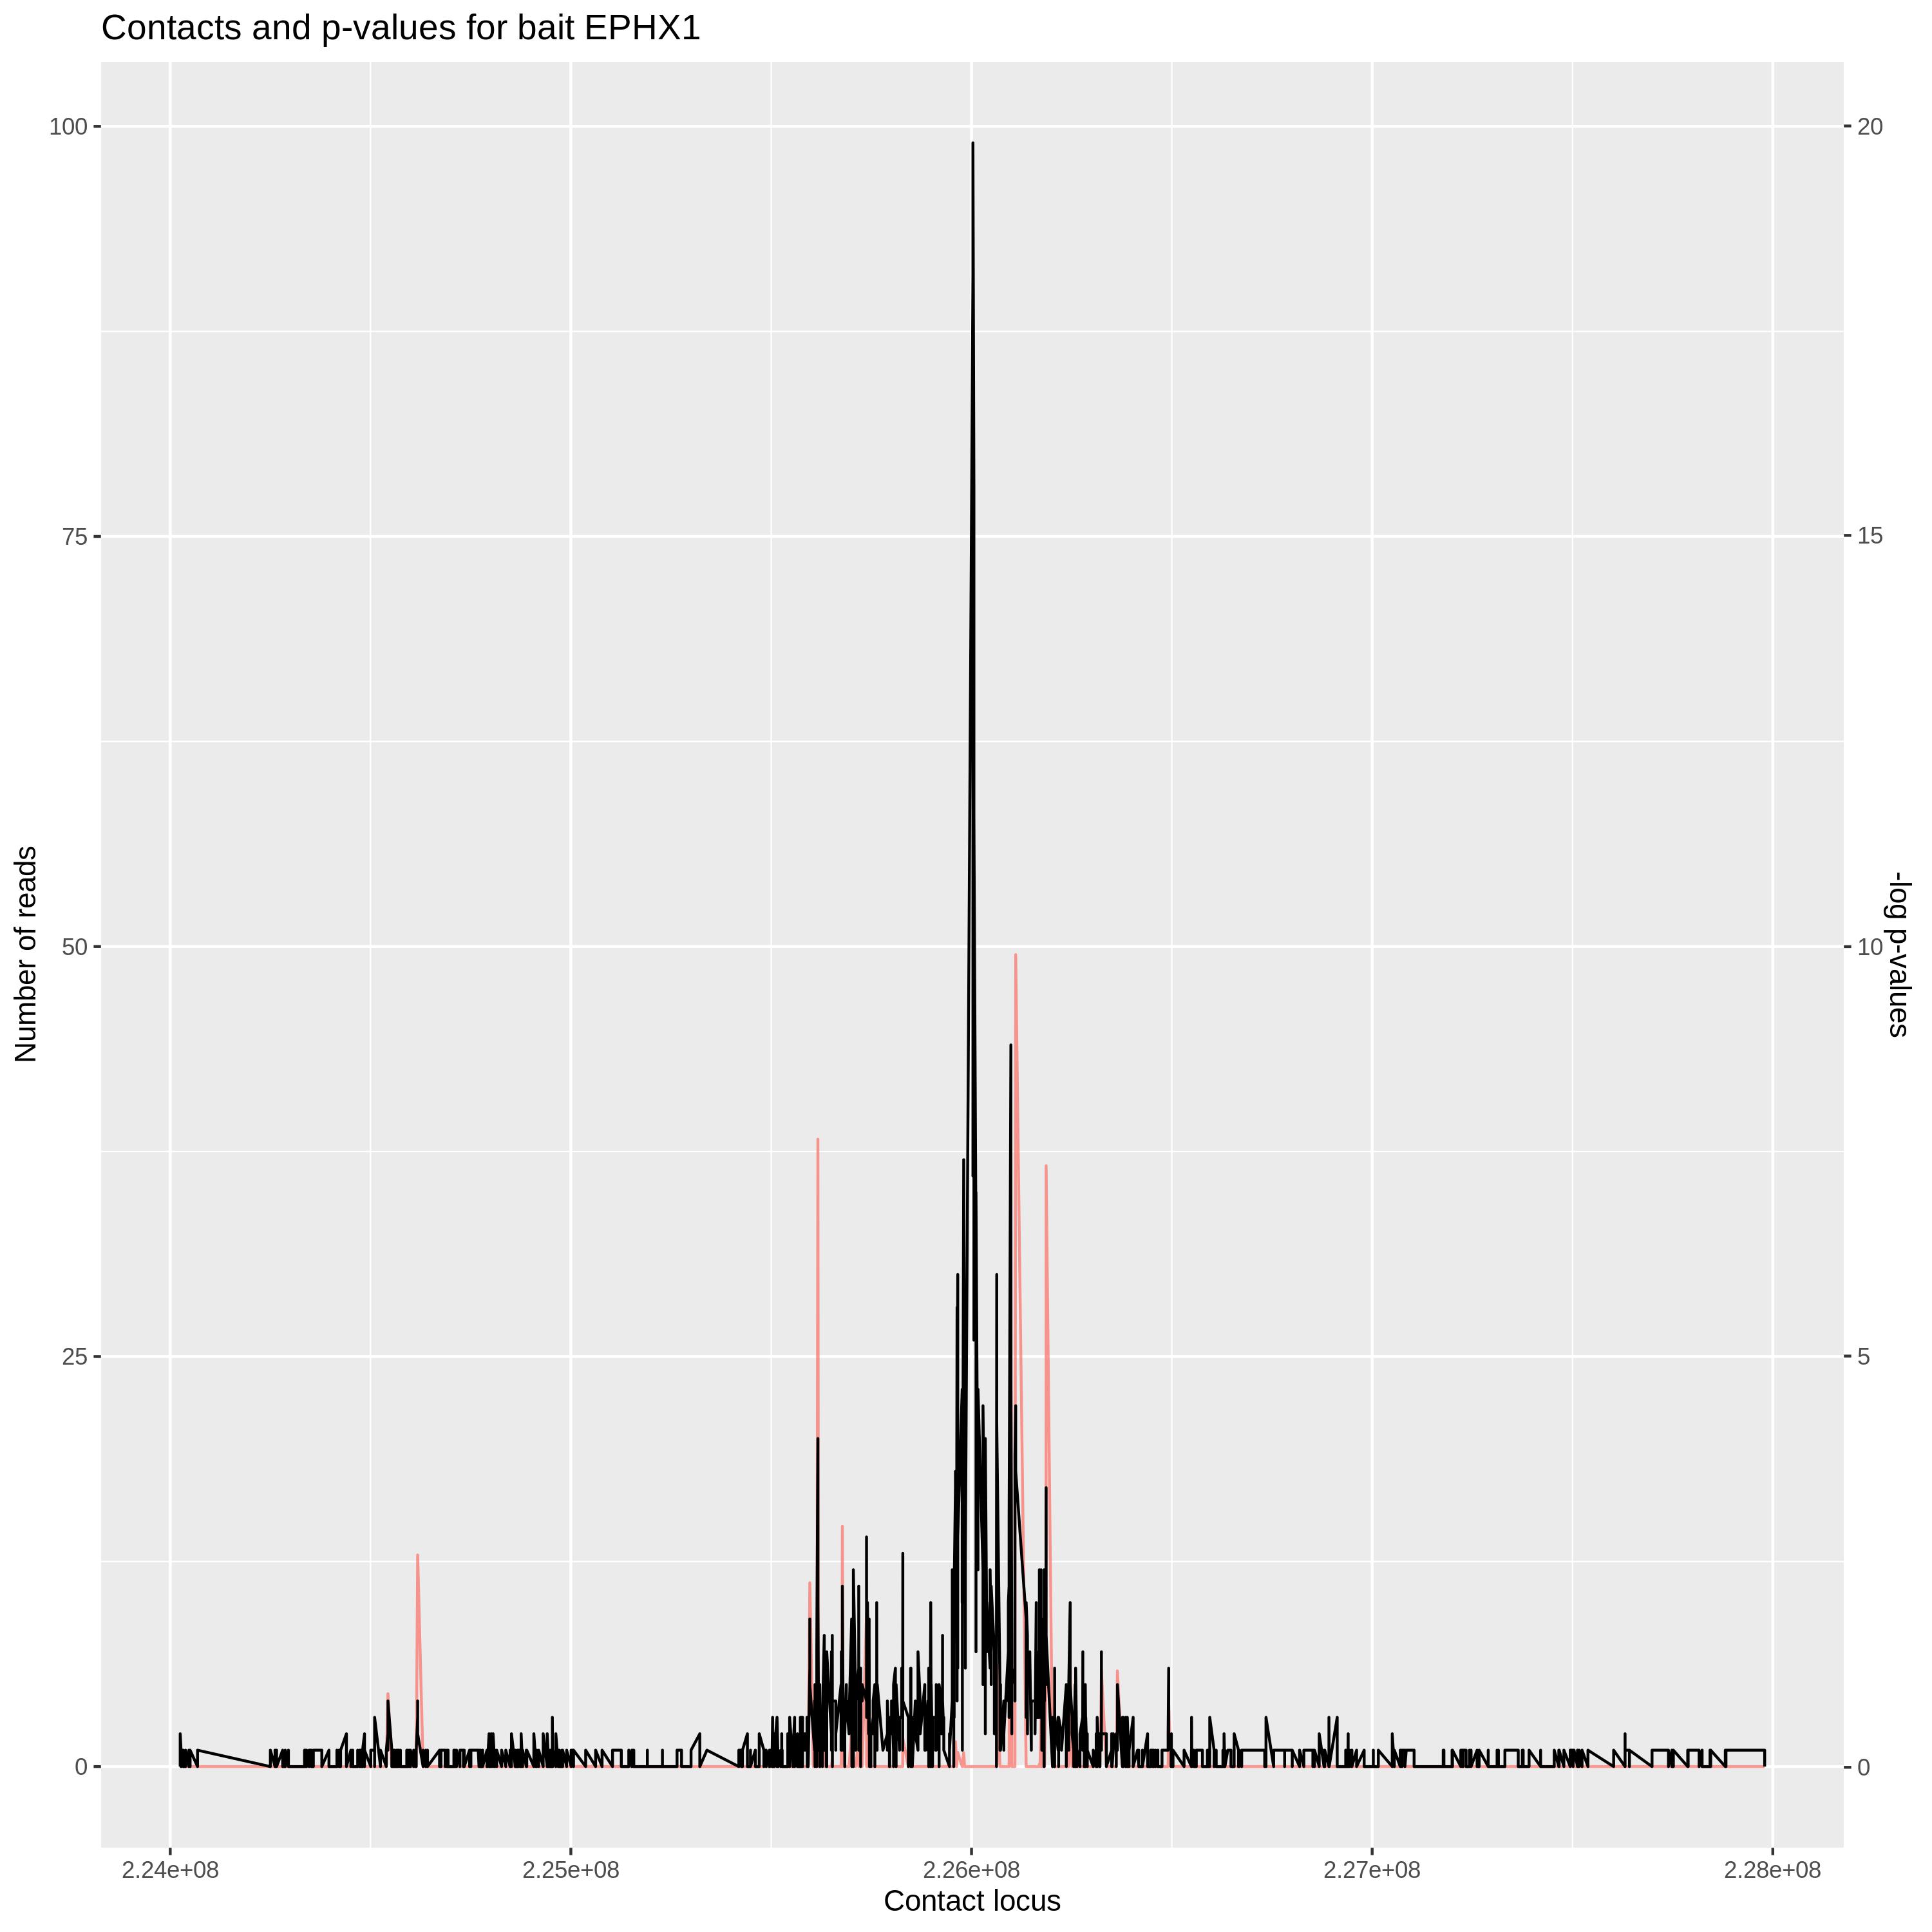 Contacts and p-values for bait EPHX1
100
75
50
25
0
Number of reads
20
15
10
5
0
-log p-values
2.24e+08 2.25e+08 2.26e+08 2.27e+08 2.28e+08
Contact locus